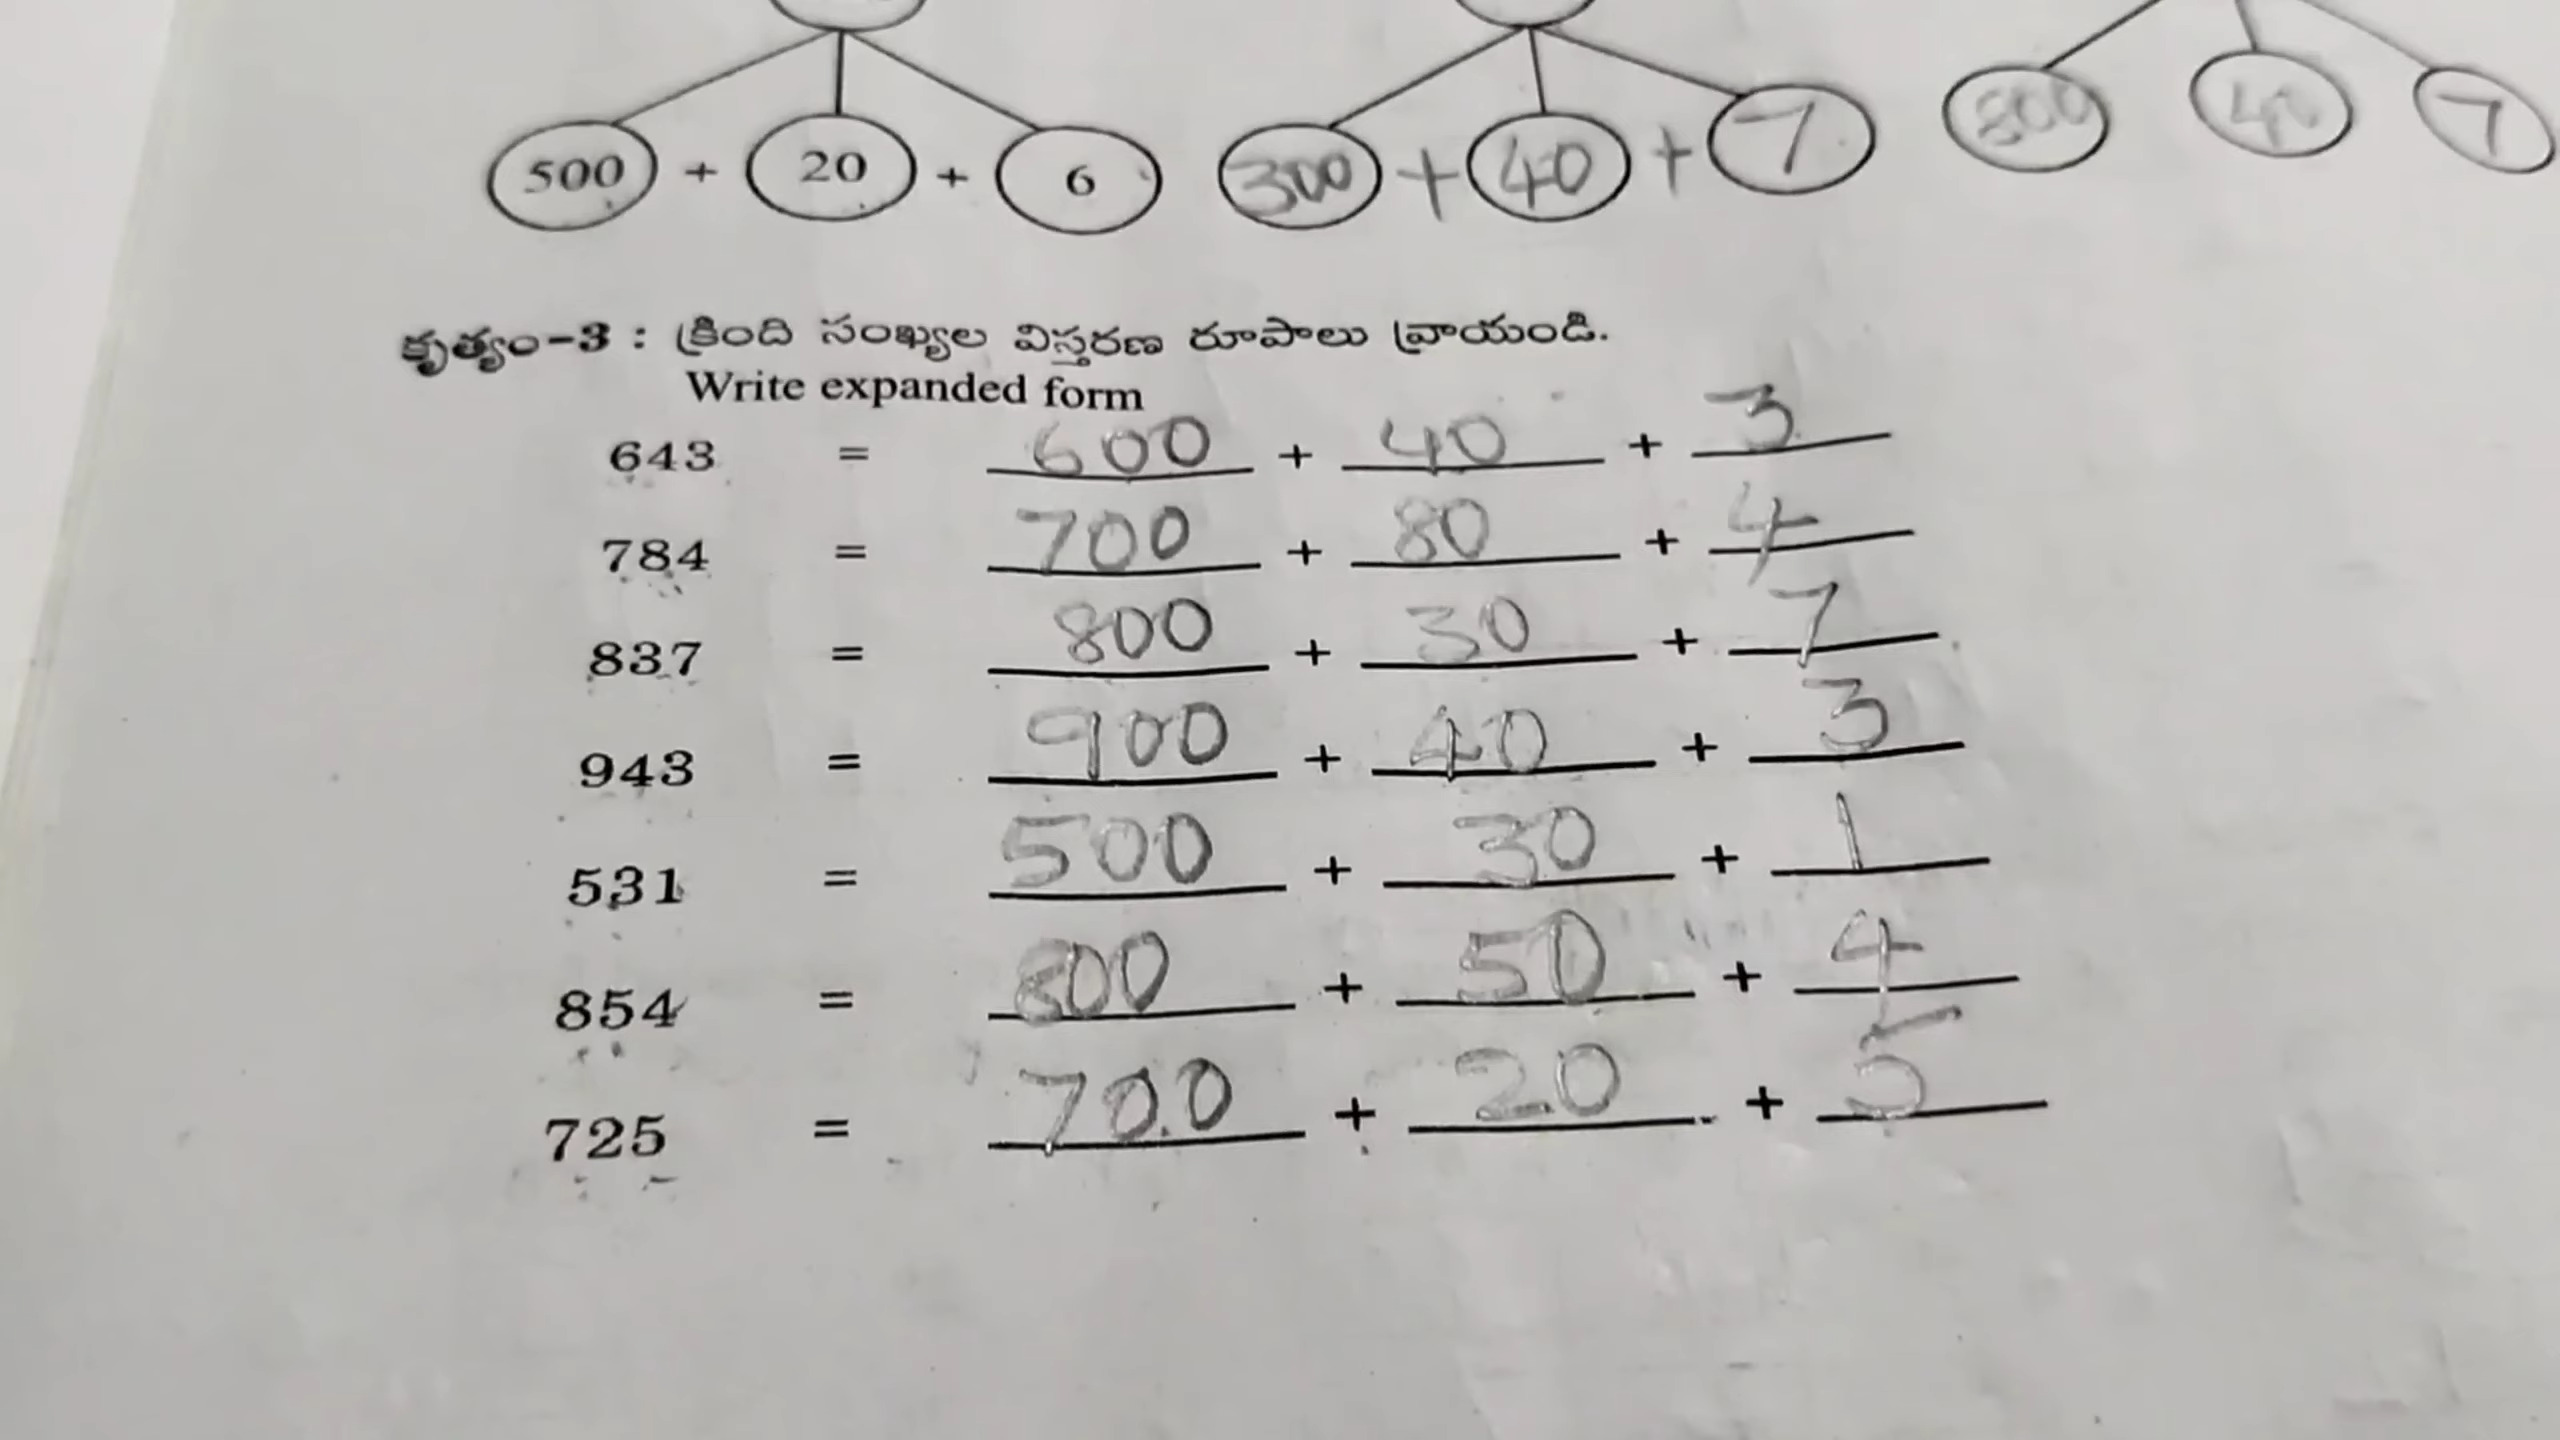 500 + 20 + 6 300 + 40 + 7 800 40 7
కృత్యం-3 : క్రింది సంఖ్యల విస్తరణ రూపాలు వ్రాయండి.
Write expanded form
643 = 600 + 40 + 3
784 = 700 + 80 + 4
837 = 800 + 30 + 7
943 = 900 + 40 + 3
531 = 500 + 30 + 1
854 = 800 + 50 + 4
725 = 700 + 20 + 5